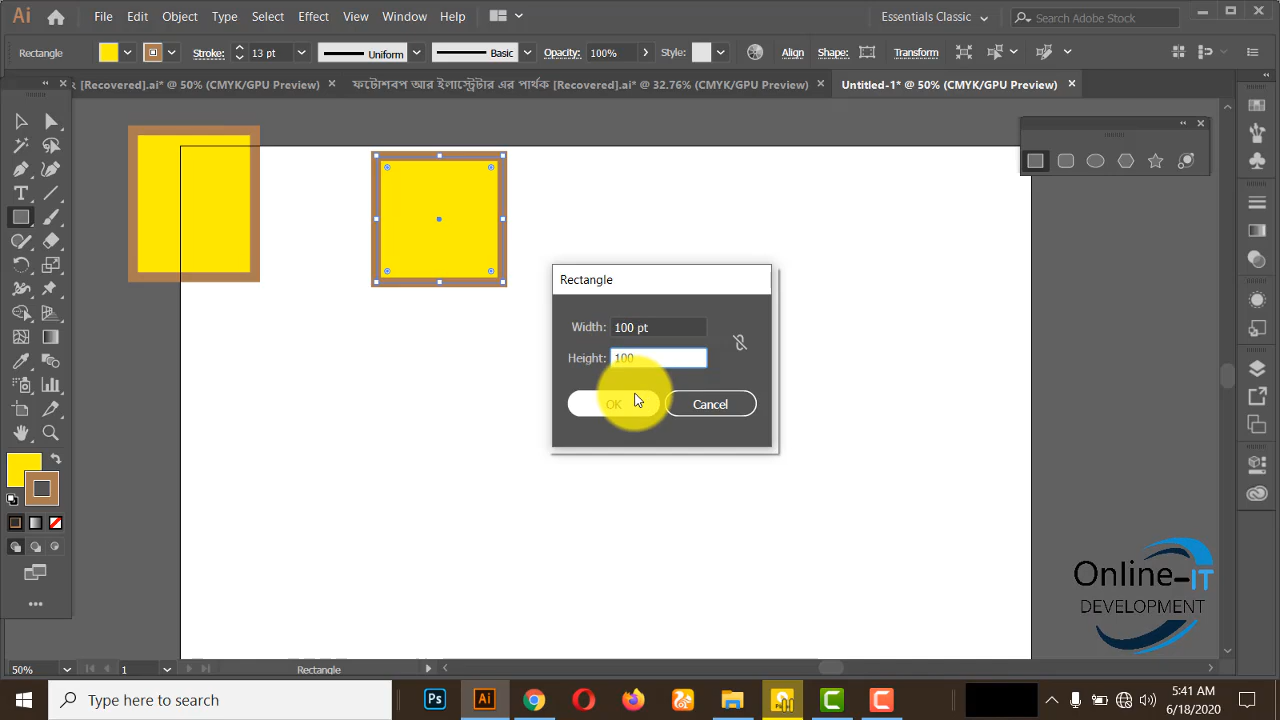 Ai File Edit Object Type Select Effect View Window Help Essentials Classic Search Adobe Stock
Rectangle Stroke: 13 pt Uniform Basic Opacity: 100% Style: Align Shape: Transform
[Recovered].ai* @ 50% (CMYK/GPU Preview) ফটোশবপ আর ইলাস্ট্রেটার এর পার্থক [Recovered].ai* @ 32.76% (CMYK/GPU Preview) Untitled-1* @ 50% (CMYK/GPU Preview)
Rectangle
Width: 100 pt
Height: 100
OK Cancel
Online-IT
DEVELOPMENT
50% 1 Rectangle
Type here to search Ps Ai 5:41 AM
6/18/2020